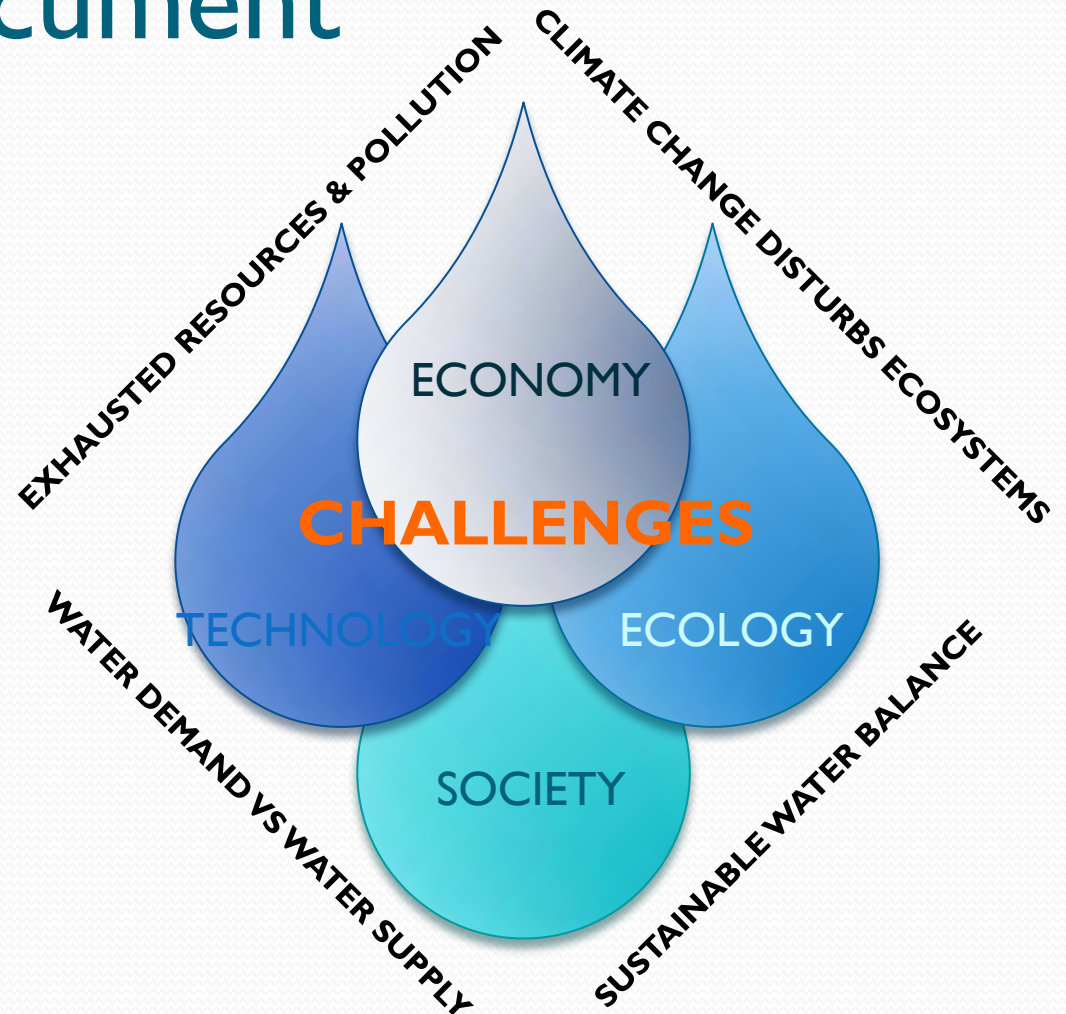 cument
EXHAUSTED RESOURCES & POLLUTION
CLIMATE CHANGE DISTURBS ECOSYSTEMS
ECONOMY
CHALLENGES
TECHNOLOGY
ECOLOGY
SOCIETY
WATER DEMAND VS WATER SUPPLY
SUSTAINABLE WATER BALANCE